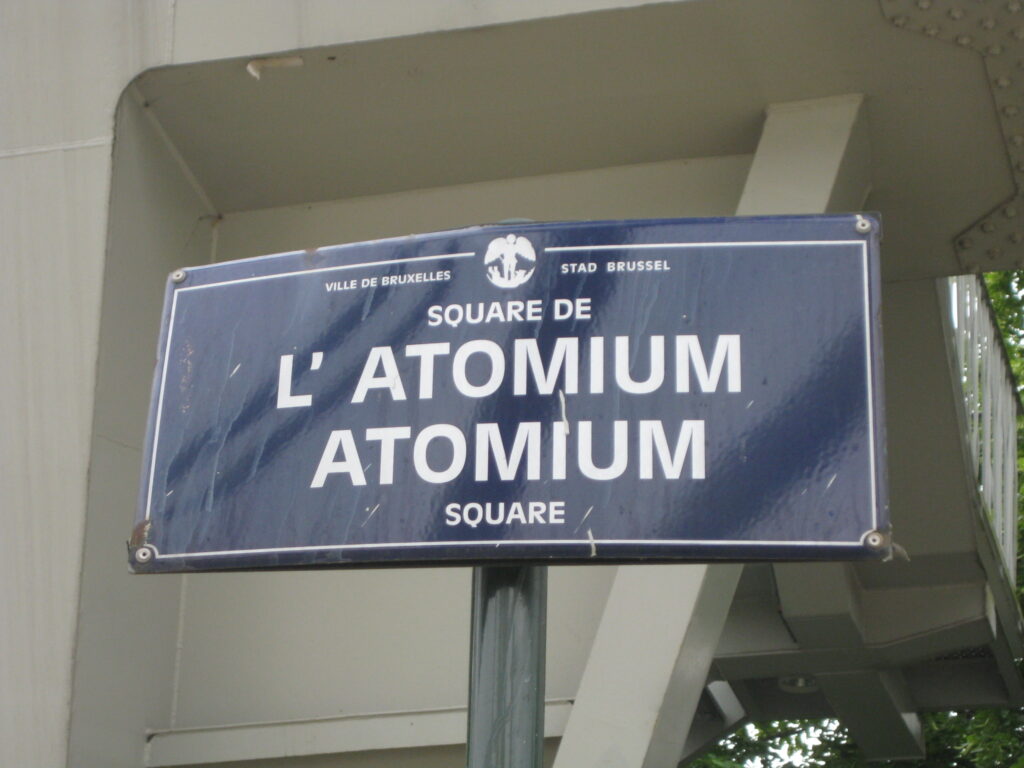 VILLE DE BRUXELLES STAD BRUSSEL
SQUARE DE
L' ATOMIUM
ATOMIUM
SQUARE